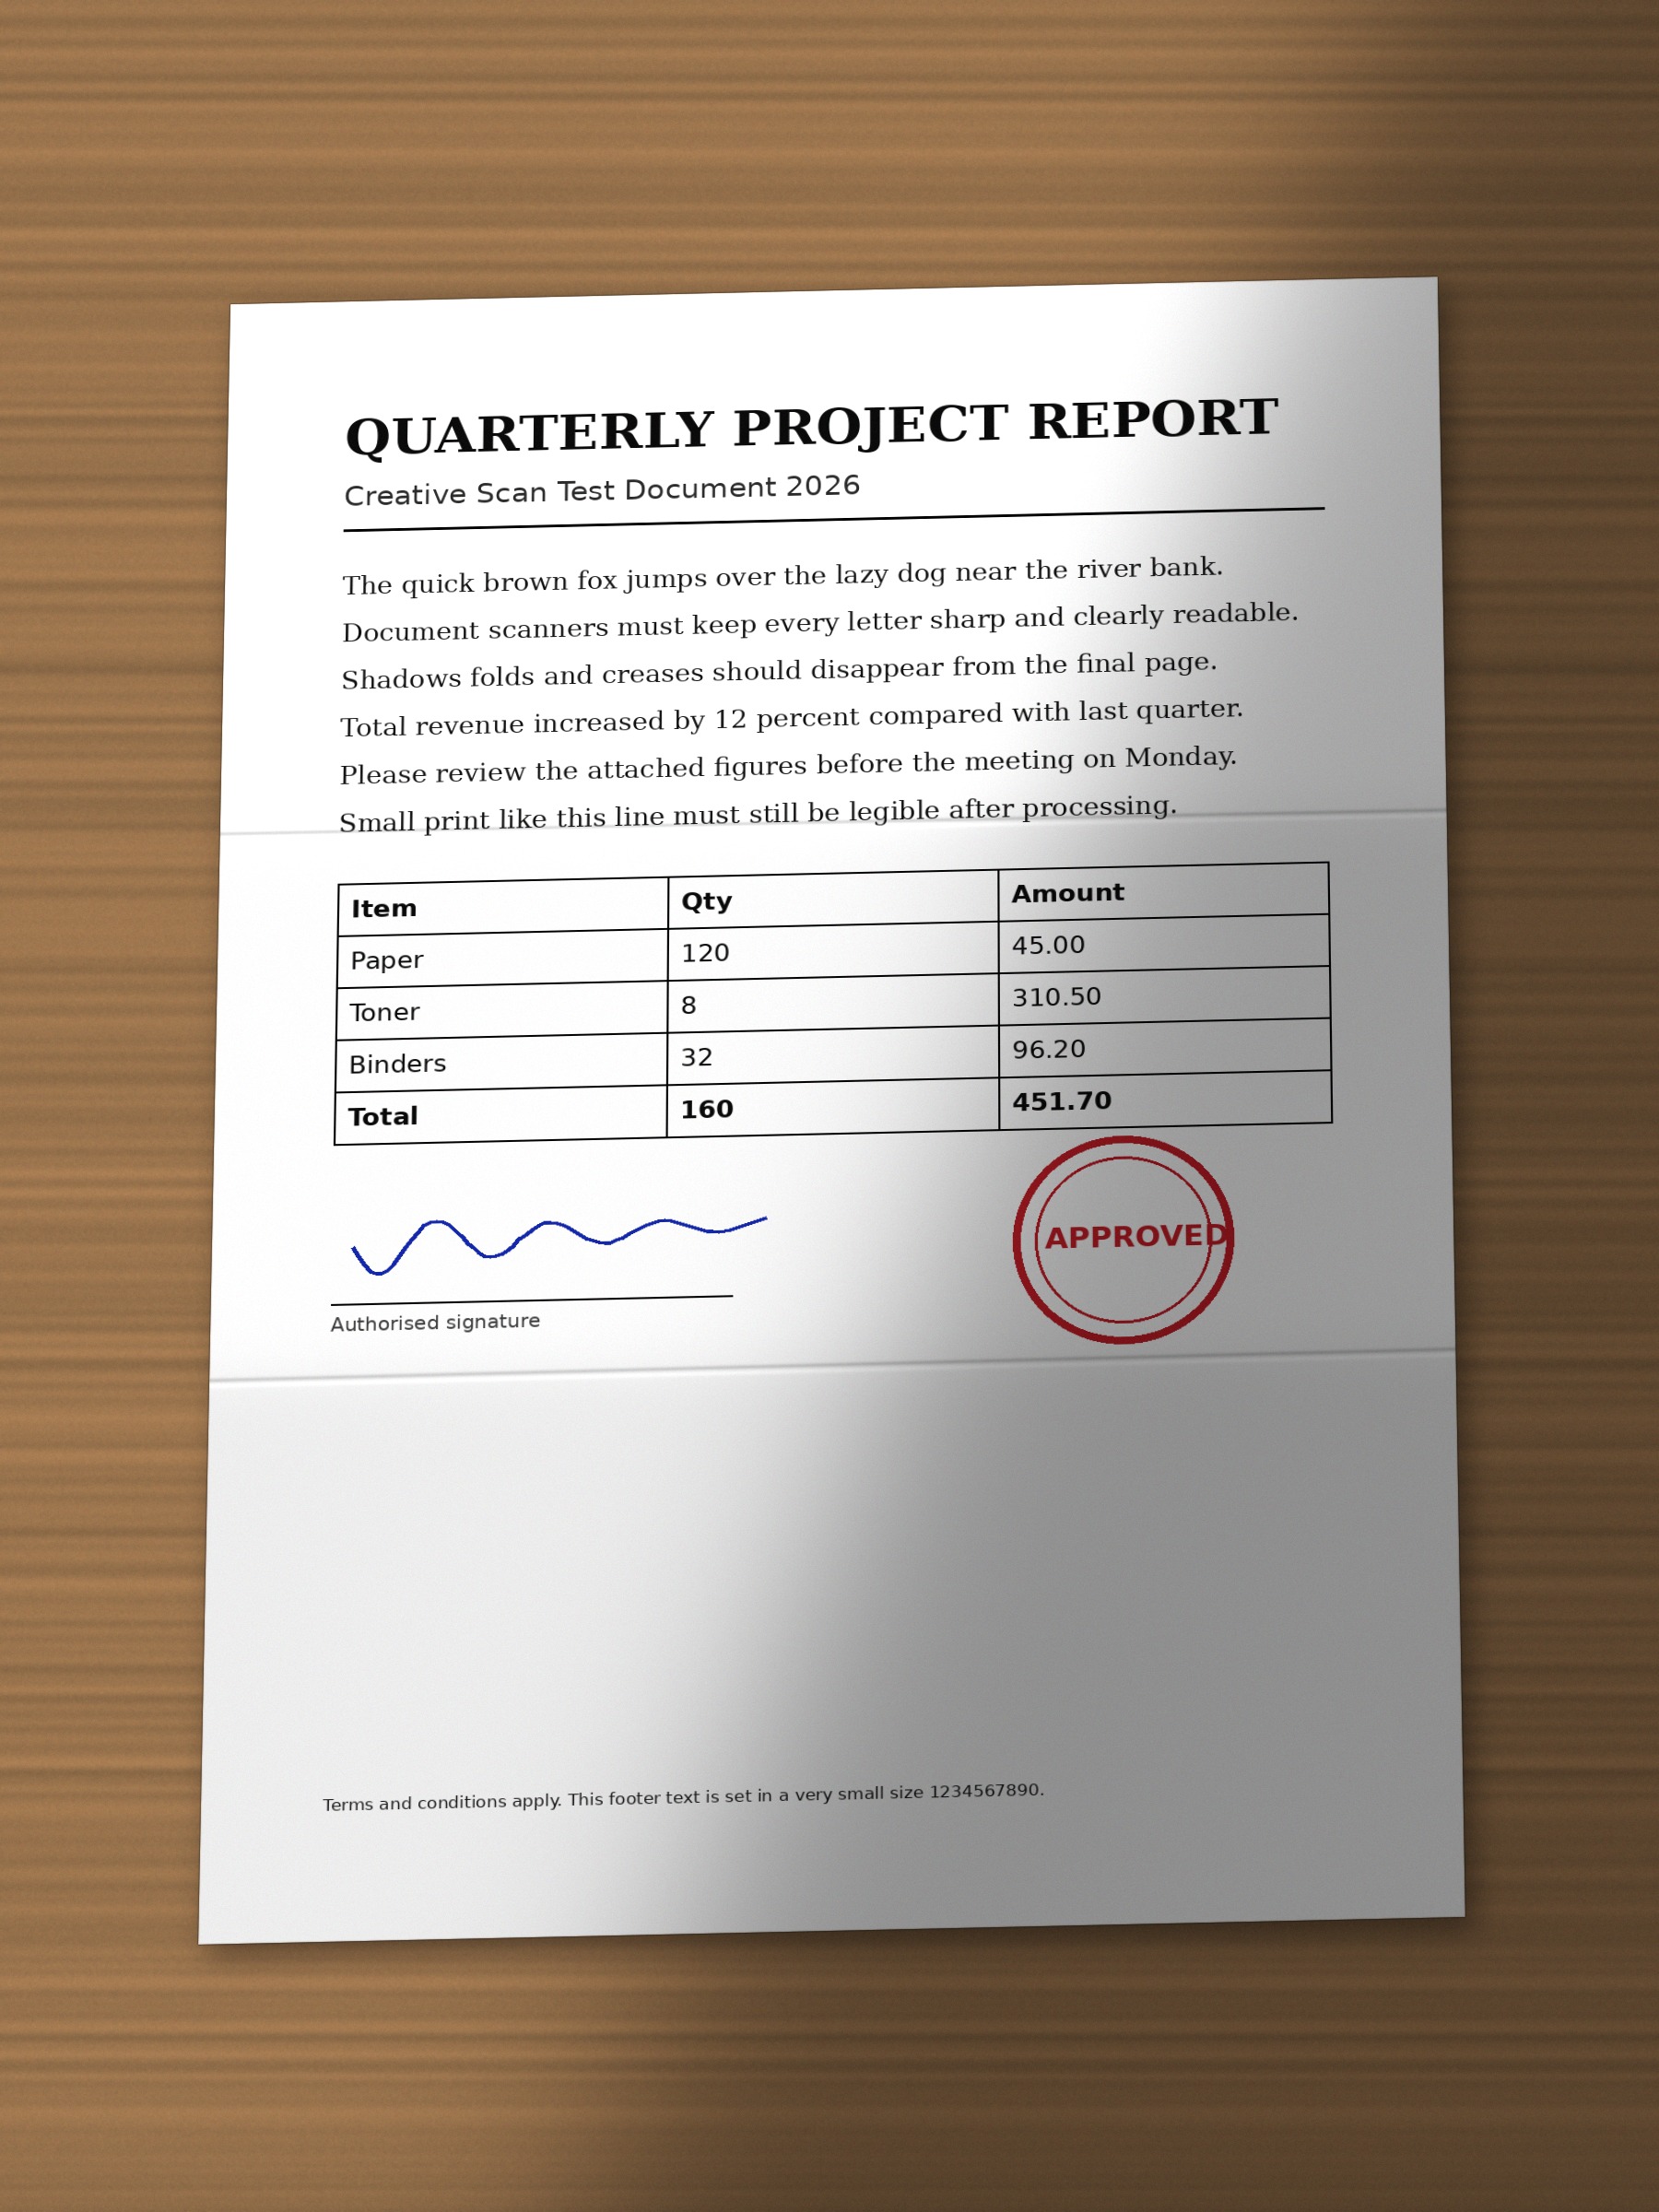 QUARTERLY PROJECT REPORT
Creative Scan Test Document 2026
The quick brown fox jumps over the lazy dog near the river bank.
Document scanners must keep every letter sharp and clearly readable.
Shadows folds and creases should disappear from the final page.
Total revenue increased by 12 percent compared with last quarter.
Please review the attached figures before the meeting on Monday.
Small print like this line must still be legible after processing.
Item Qty Amount
Paper 120 45.00
Toner 8 310.50
Binders 32 96.20
Total 160 451.70
APPROVED
Authorised signature
Terms and conditions apply. This footer text is set in a very small size 1234567890.